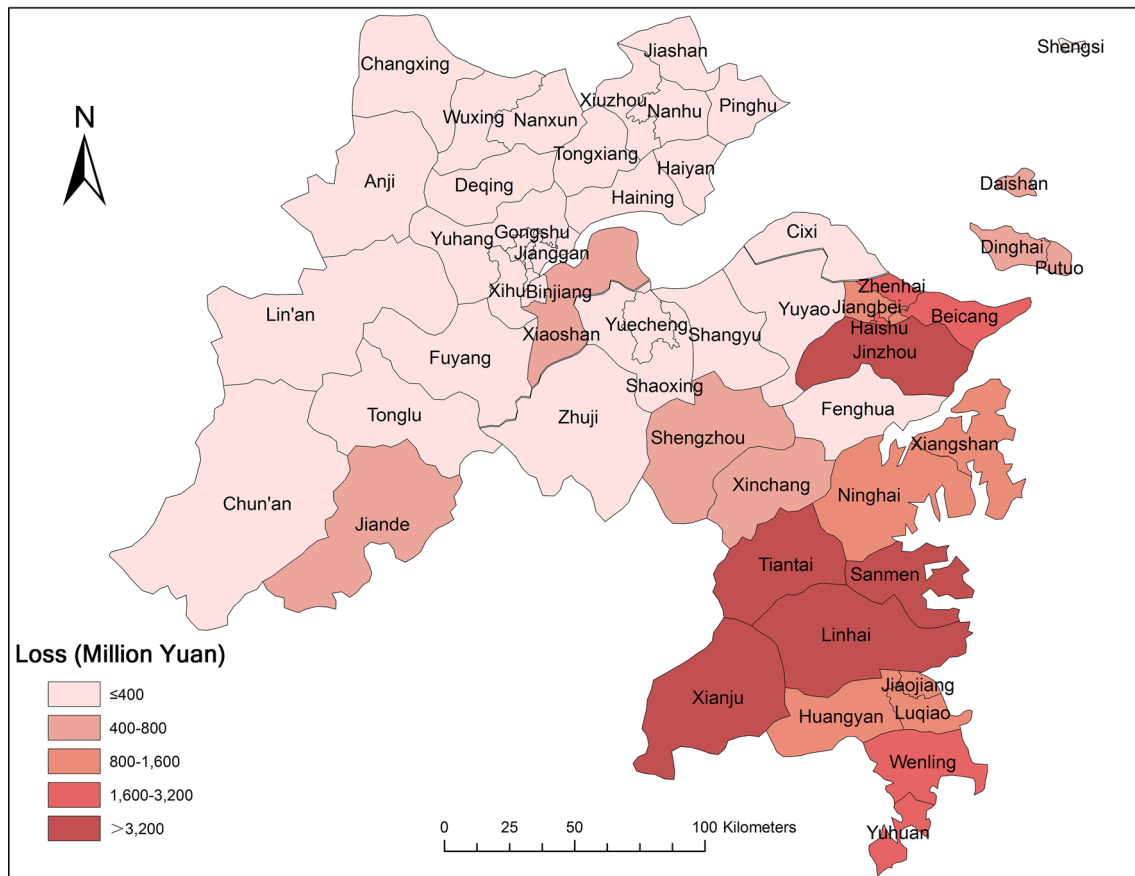 Shengsi
Jiashan
Changxing
Xiuzhou
Pinghu
Nanhu
Wuxing
Nanxun
N
Tongxiang
Haiyan
Anji
Deqing
Daishan
Haining
Gongshu
Cixi
Yuhang
Jianggan
Dinghai
Putuo
Zhenhai
Xihu
Binjiang
Jiangbei
Yuyao
Lin'an
Beicang
Yuecheng
Haishu
Xiaoshan
Shangyu
Jinzhou
Fuyang
Shaoxing
Fenghua
Tonglu
Zhuji
Shengzhou
Xiangshan
Ninghai
Xinchang
Chun'an
Jiande
Tiantai
Sanmen
Linhai
Loss (Million Yuan)
≤400
400-800
800-1,600
1,600-3,200
>3,200
Xianju
Jiaojiang
Huangyan
Luqiao
Wenling
Yuhuan
0 25 50 100 Kilometers